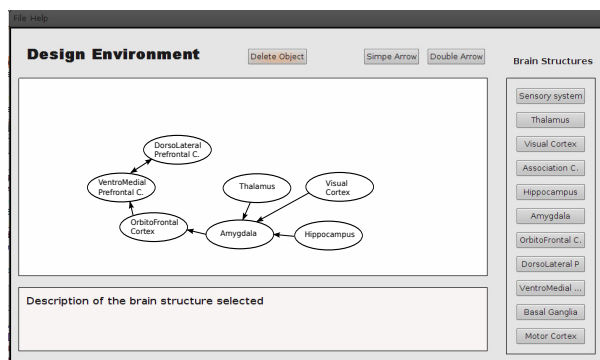 File Help
Design Environment
Delete Object
Simpe Arrow
Double Arrow
Brain Structures
DorsoLateral
Prefrontal C.
VentroMedial
Prefrontal C.
Thalamus
Visual
Cortex
OrbitoFrontal
Cortex
Amygdala
Hippocampus
Sensory system
Thalamus
Visual Cortex
Association C.
Hippocampus
Amygdala
OrbitoFrontal C.
DorsoLateral P
VentroMedial ...
Basal Ganglia
Motor Cortex
Description of the brain structure selected